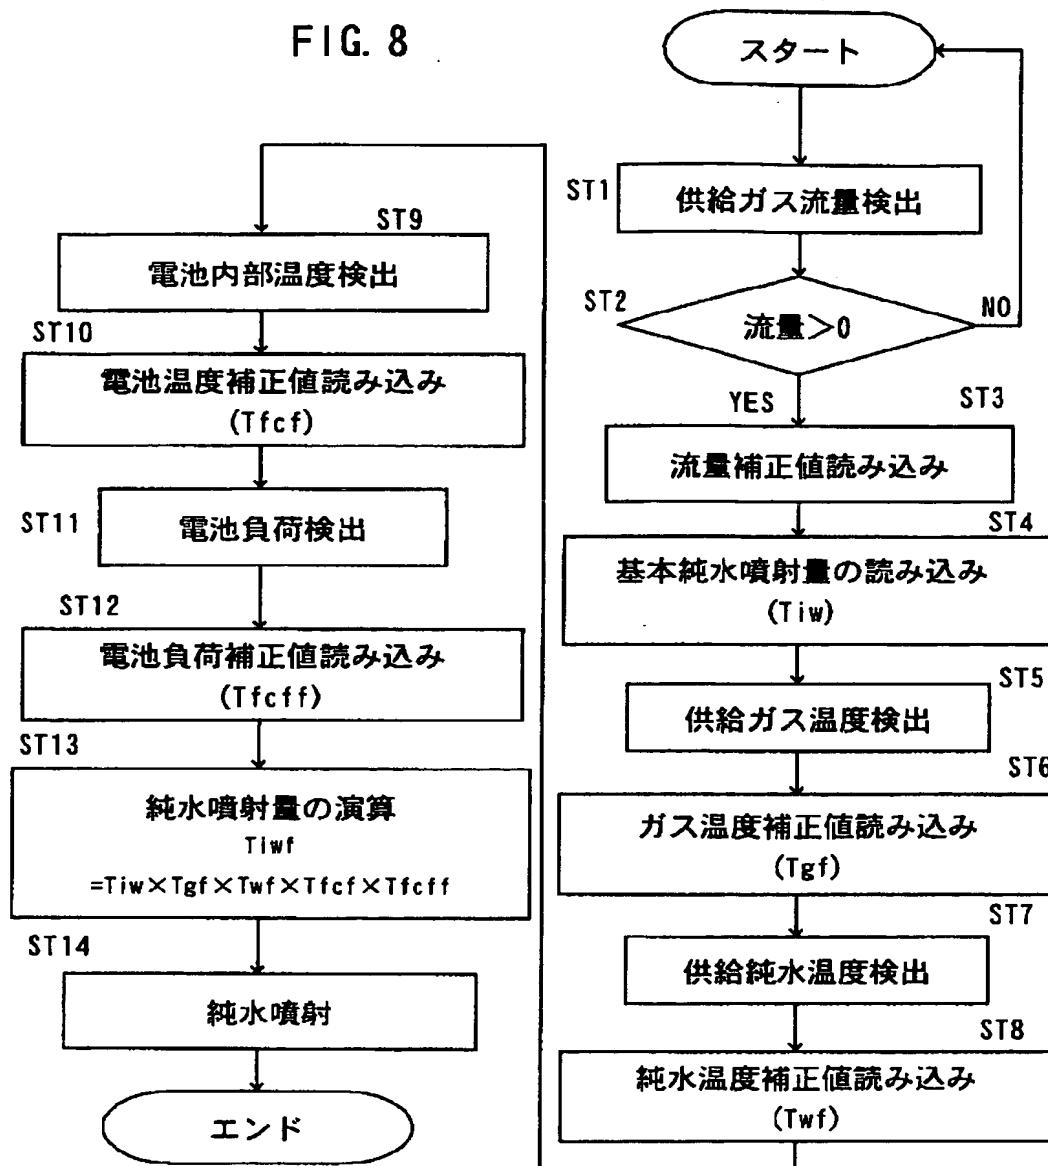 FIG. 8
スタート
ST1
供給ガス流量検出
ST2
流量＞0
NO
YES
ST3
流量補正値読み込み
ST4
基本純水噴射量の読み込み
(Tiw)
ST5
供給ガス温度検出
ST6
ガス温度補正値読み込み
(Tgf)
ST7
供給純水温度検出
ST8
純水温度補正値読み込み
(Twf)
ST9
電池内部温度検出
ST10
電池温度補正値読み込み
(Tfcf)
ST11
電池負荷検出
ST12
電池負荷補正値読み込み
(Tfcff)
ST13
純水噴射量の演算
Tiwf
=Tiw×Tgf×Twf×Tfcf×Tfcff
ST14
純水噴射
エンド